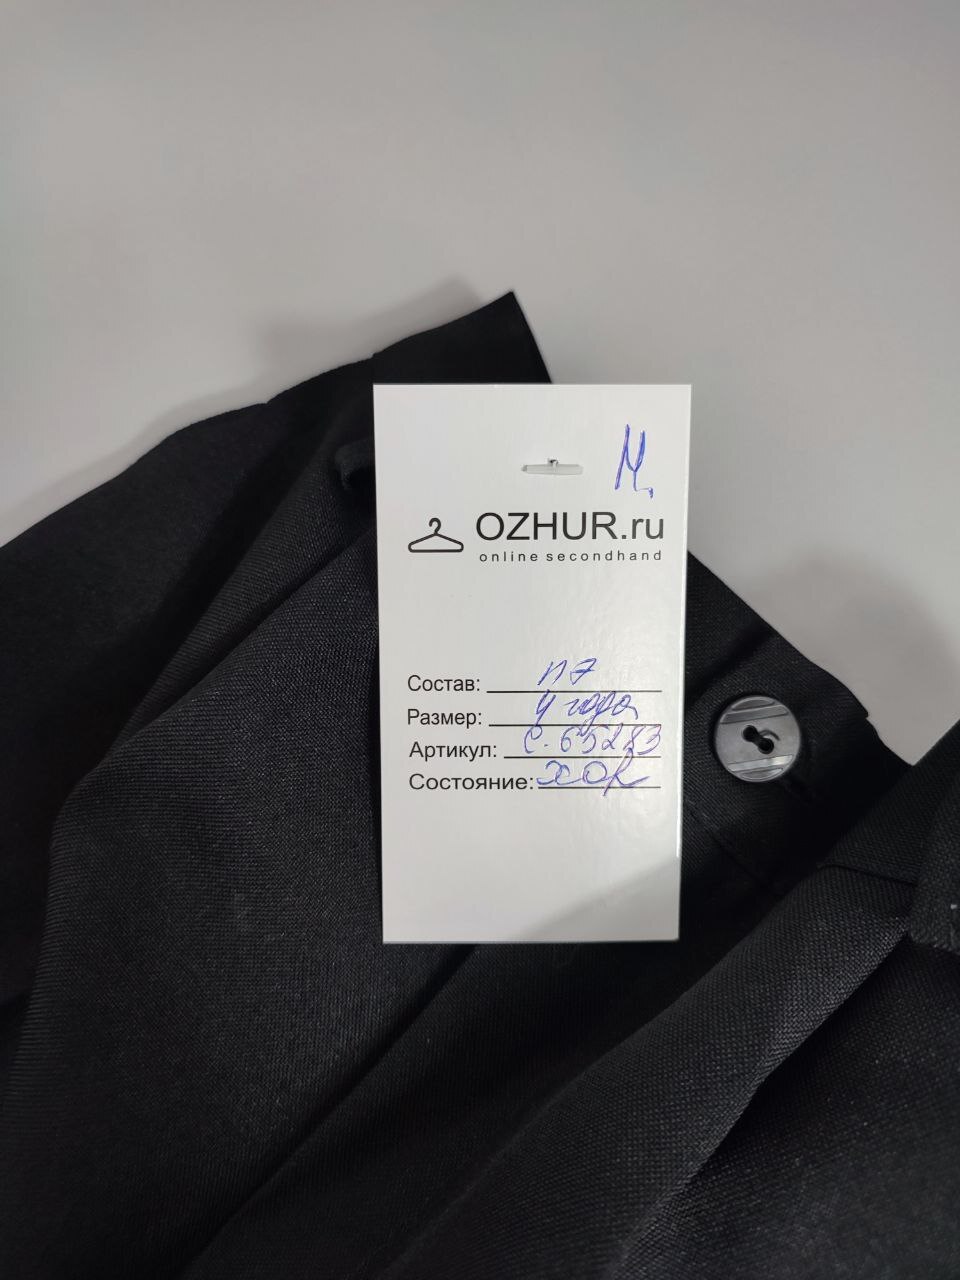 М.
OZHUR.ru
online secondhand
Состав: пэ
Размер: 4 года
Артикул: С-65283
Состояние: хор